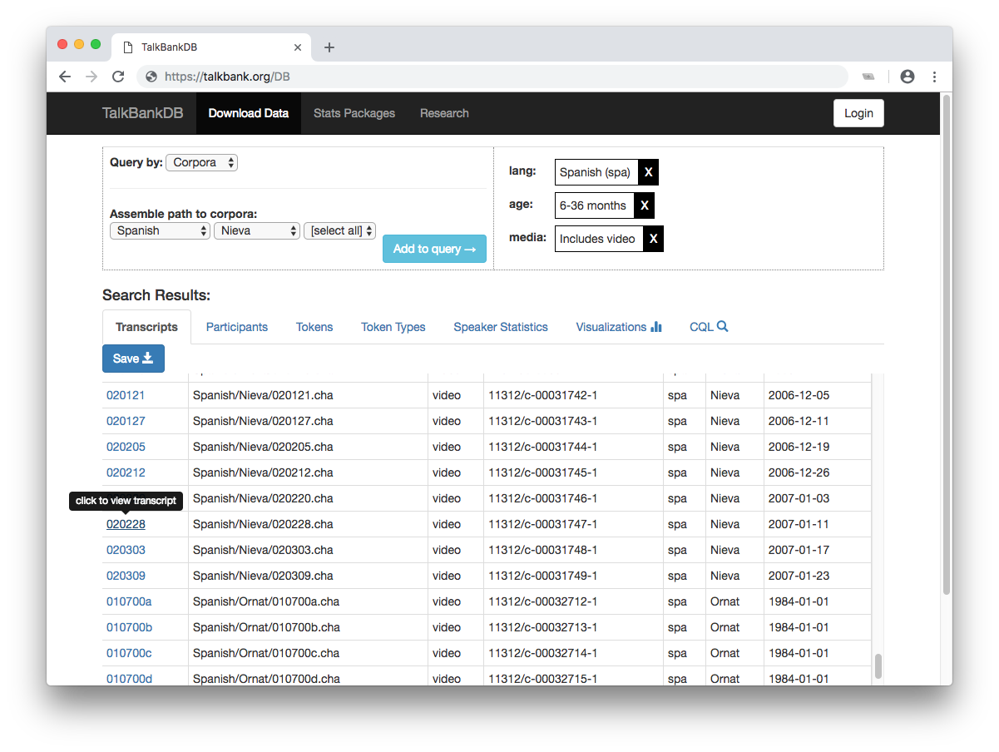 TalkBankDB
https://talkbank.org/DB
TalkBankDB Download Data Stats Packages Research Login
Query by: Corpora
Assemble path to corpora:
Spanish Nieva [select all]
Add to query →
lang: Spanish (spa) X
age: 6-36 months X
media: Includes video X
Search Results:
Transcripts Participants Tokens Token Types Speaker Statistics Visualizations CQL
Save
020121 Spanish/Nieva/020121.cha video 11312/c-00031742-1 spa Nieva 2006-12-05
020127 Spanish/Nieva/020127.cha video 11312/c-00031743-1 spa Nieva 2006-12-11
020205 Spanish/Nieva/020205.cha video 11312/c-00031744-1 spa Nieva 2006-12-19
020212 Spanish/Nieva/020212.cha video 11312/c-00031745-1 spa Nieva 2006-12-26
click to view transcript Spanish/Nieva/020220.cha video 11312/c-00031746-1 spa Nieva 2007-01-03
020228 Spanish/Nieva/020228.cha video 11312/c-00031747-1 spa Nieva 2007-01-11
020303 Spanish/Nieva/020303.cha video 11312/c-00031748-1 spa Nieva 2007-01-17
020309 Spanish/Nieva/020309.cha video 11312/c-00031749-1 spa Nieva 2007-01-23
010700a Spanish/Ornat/010700a.cha video 11312/c-00032712-1 spa Ornat 1984-01-01
010700b Spanish/Ornat/010700b.cha video 11312/c-00032713-1 spa Ornat 1984-01-01
010700c Spanish/Ornat/010700c.cha video 11312/c-00032714-1 spa Ornat 1984-01-01
010700d Spanish/Ornat/010700d.cha video 11312/c-00032715-1 spa Ornat 1984-01-01